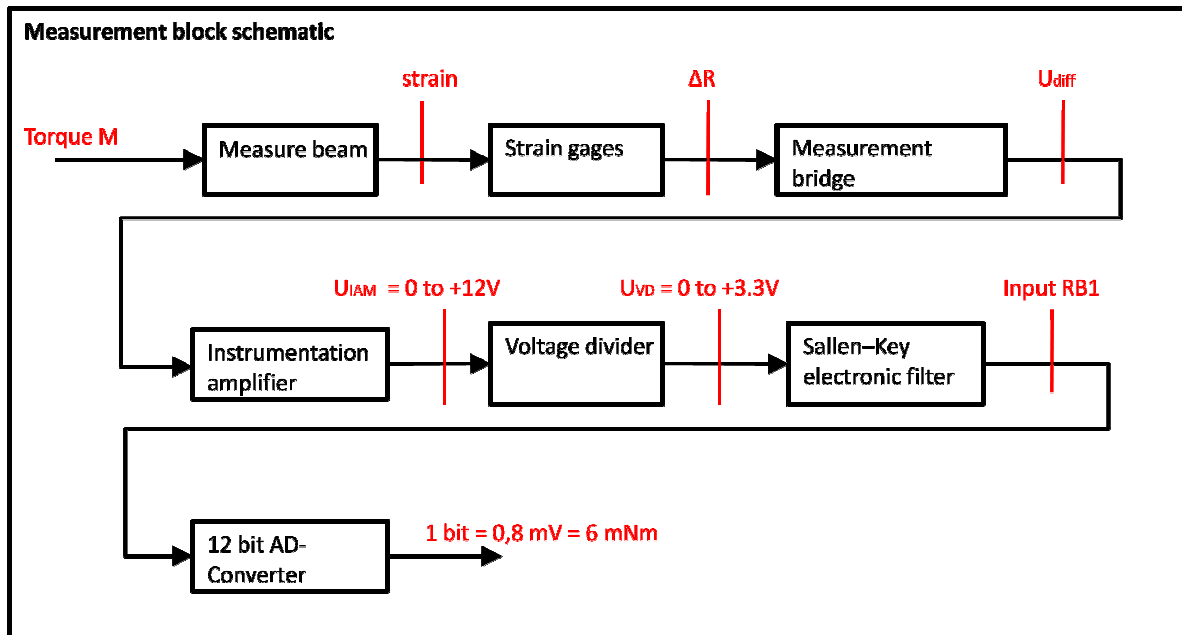 Measurement block schematic
strain
ΔR
Udiff
Torque M
Measure beam
Strain gages
Measurement
bridge
UIAM = 0 to +12V
UVD = 0 to +3.3V
Input RB1
Instrumentation
amplifier
Voltage divider
Sallen–Key
electronic filter
1 bit = 0,8 mV = 6 mNm
12 bit AD-
Converter